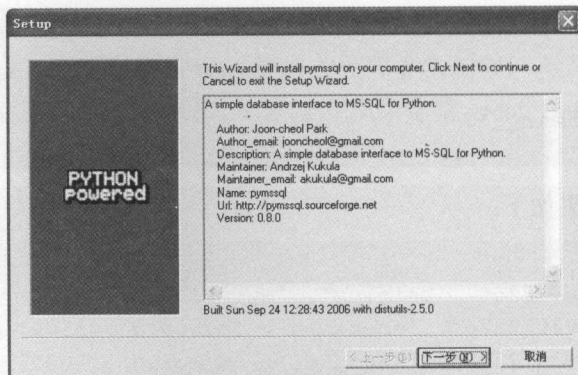 Setup
This Wizard will install pymssql on your computer. Click Next to continue or
Cancel to exit the Setup Wizard.
A simple database interface to MS-SQL for Python.
Author: Joon-cheol Park
Author_email: jooncheol@gmail.com
Description: A simple database interface to MS-SQL for Python.
Maintainer: Andrzej Kukula
Maintainer_email: akukula@gmail.com
Name: pymssql
Url: http://pymssql.sourceforge.net
Version: 0.8.0
PYTHON
powered
Built Sun Sep 24 12:28:43 2006 with distutils-2.5.0
< 上一步(B) 下一步(N) > 取消